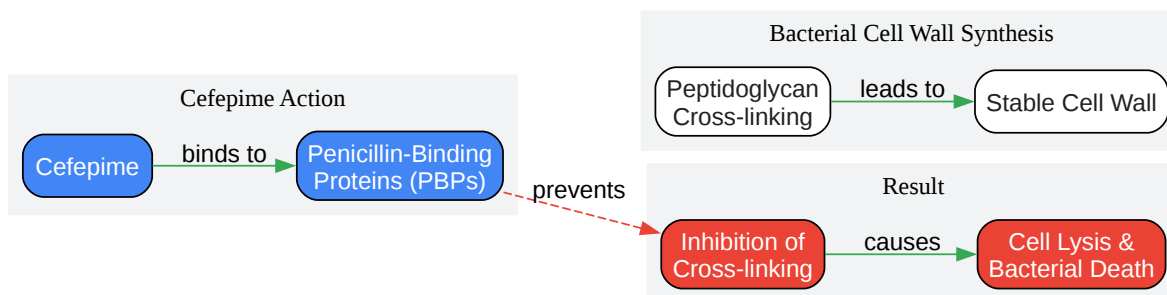 Bacterial Cell Wall Synthesis
Peptidoglycan
Cross-linking
leads to
Stable Cell Wall
Cefepime Action
Cefepime
binds to
Penicillin-Binding
Proteins (PBPs)
prevents
Result
Inhibition of
Cross-linking
causes
Cell Lysis &
Bacterial Death